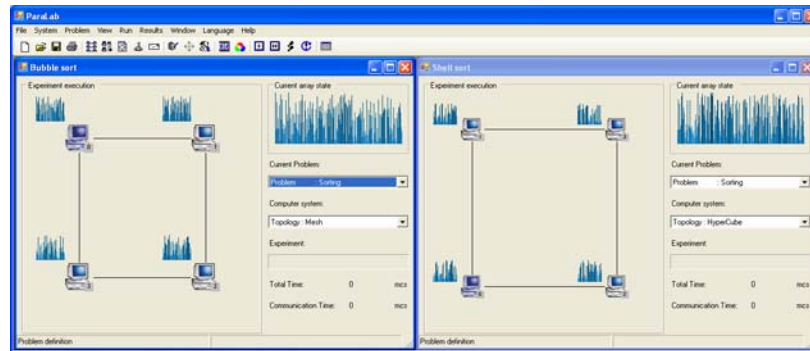 ParaLab
File System Problem View Run Results Window Language Help
Bubble sort
Experiment execution
Current array state
Current Problem:
Problem : Sorting
Computer system:
Topology : Mesh
Experiment:
Total Time: 0 mcs
Communication Time: 0 mcs
Problem definition
Shell sort
Experiment execution
Current array state
Current Problem:
Problem : Sorting
Computer system:
Topology : HyperCube
Experiment
Total Time: 0 mcs
Communication Time: 0 mcs
Problem definition